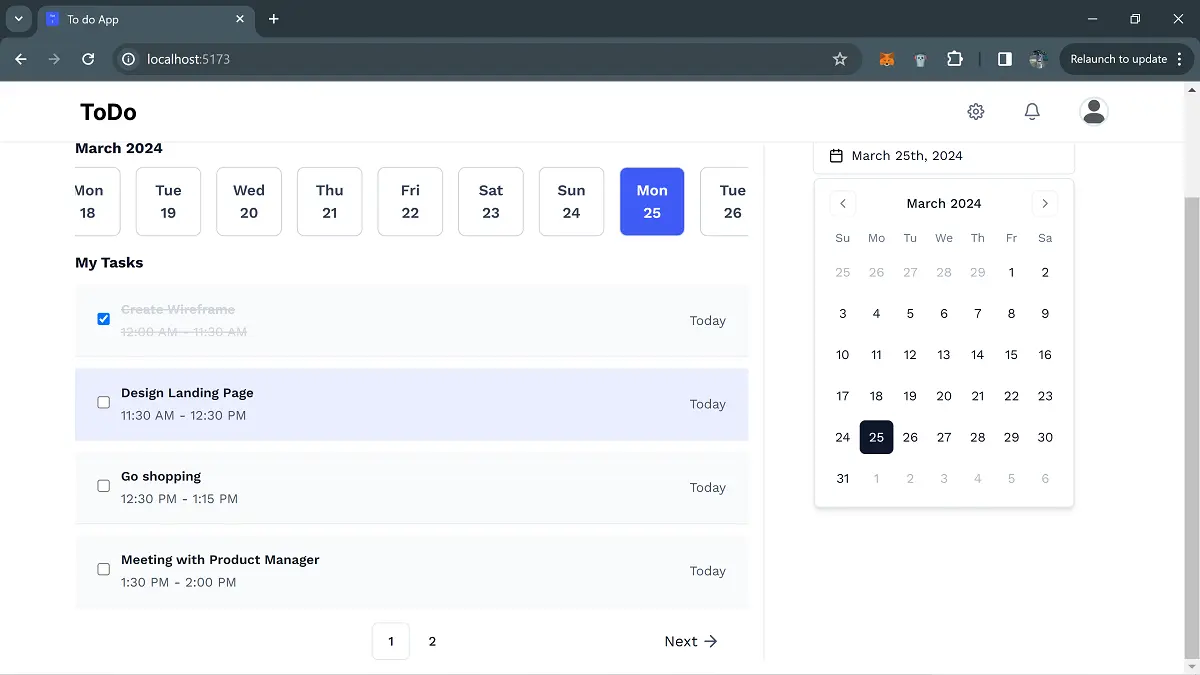 To do App
localhost:5173
Relaunch to update
ToDo
March 2024
Mon Tue Wed Thu Fri Sat Sun Mon Tue
18 19 20 21 22 23 24 25 26
My Tasks
Create Wireframe
12:00 AM - 11:30 AM
Today
Design Landing Page
11:30 AM - 12:30 PM
Today
Go shopping
12:30 PM - 1:15 PM
Today
Meeting with Product Manager
1:30 PM - 2:00 PM
Today
1 2 Next
March 25th, 2024
March 2024
Su Mo Tu We Th Fr Sa
25 26 27 28 29 1 2
3 4 5 6 7 8 9
10 11 12 13 14 15 16
17 18 19 20 21 22 23
24 25 26 27 28 29 30
31 1 2 3 4 5 6